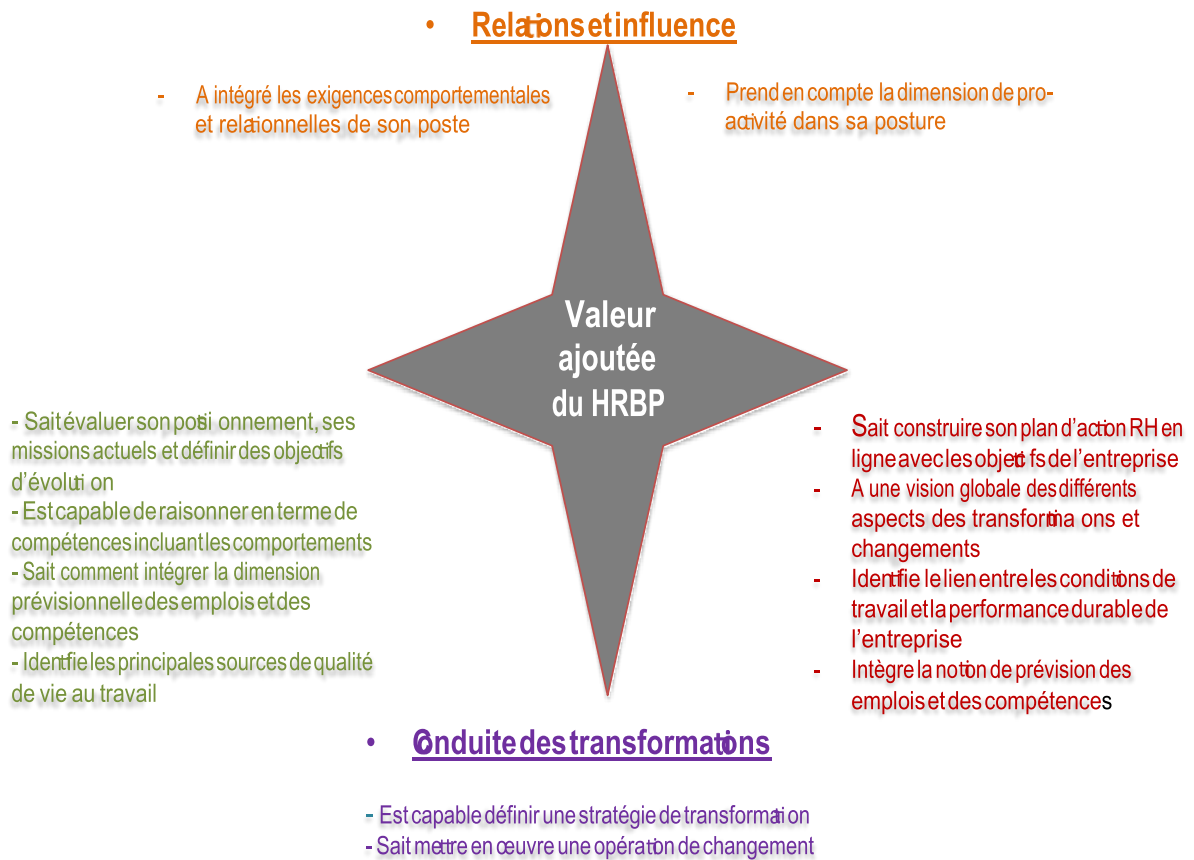 • Relations et influence
- A intégré les exigences comportementales
et relationnelles de son poste
- Prend en compte la dimension de pro-
activité dans sa posture
Valeur
ajoutée
du HRBP
- Sait évaluer son positionnement, ses
missions actuels et définir des objectifs
d'évolution
- Est capable de raisonner en terme de
compétences incluant les comportements
- Sait comment intégrer la dimension
prévisionnelle des emplois et des
compétences
- Identifie les principales sources de qualité
de vie au travail
- Sait construire son plan d'action RH en
ligne avec les objectifs de l'entreprise
- A une vision globale des différents
aspects des transformations et
changements
- Identifie le lien entre les conditions de
travail et la performance durable de
l'entreprise
- Intègre la notion de prévision des
emplois et des compétences
• Conduite des transformations
- Est capable définir une stratégie de transformation
- Sait mettre en œuvre une opération de changement